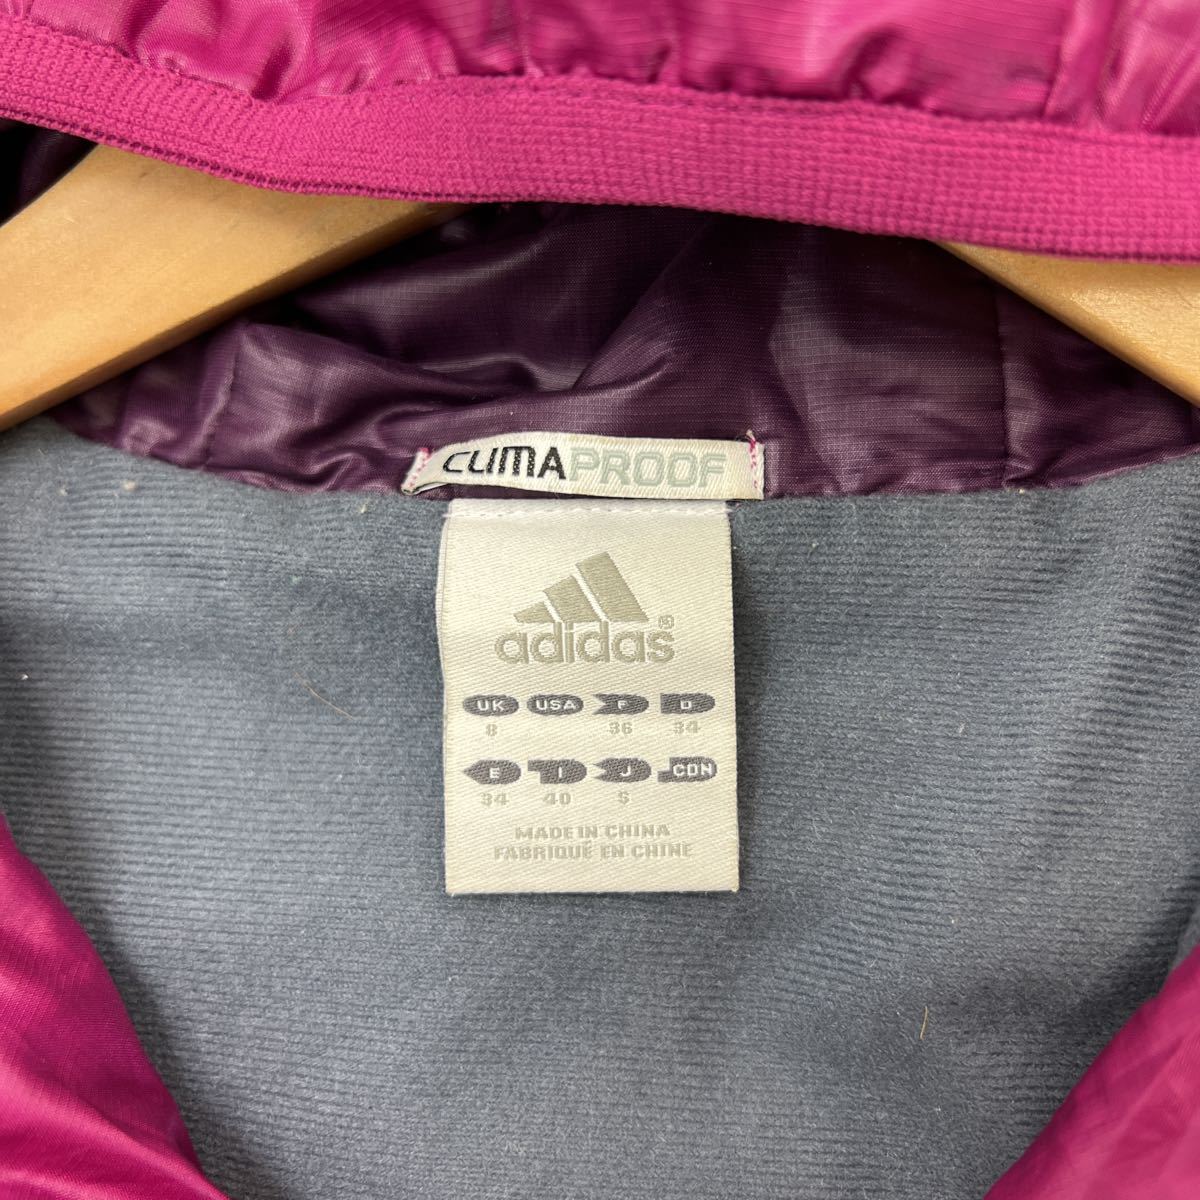 CLIMAPROOF
adidas®
UK USA F D
8 36 34
E I J CDN
34 40 S
MADE IN CHINA
FABRIQUÉ EN CHINE